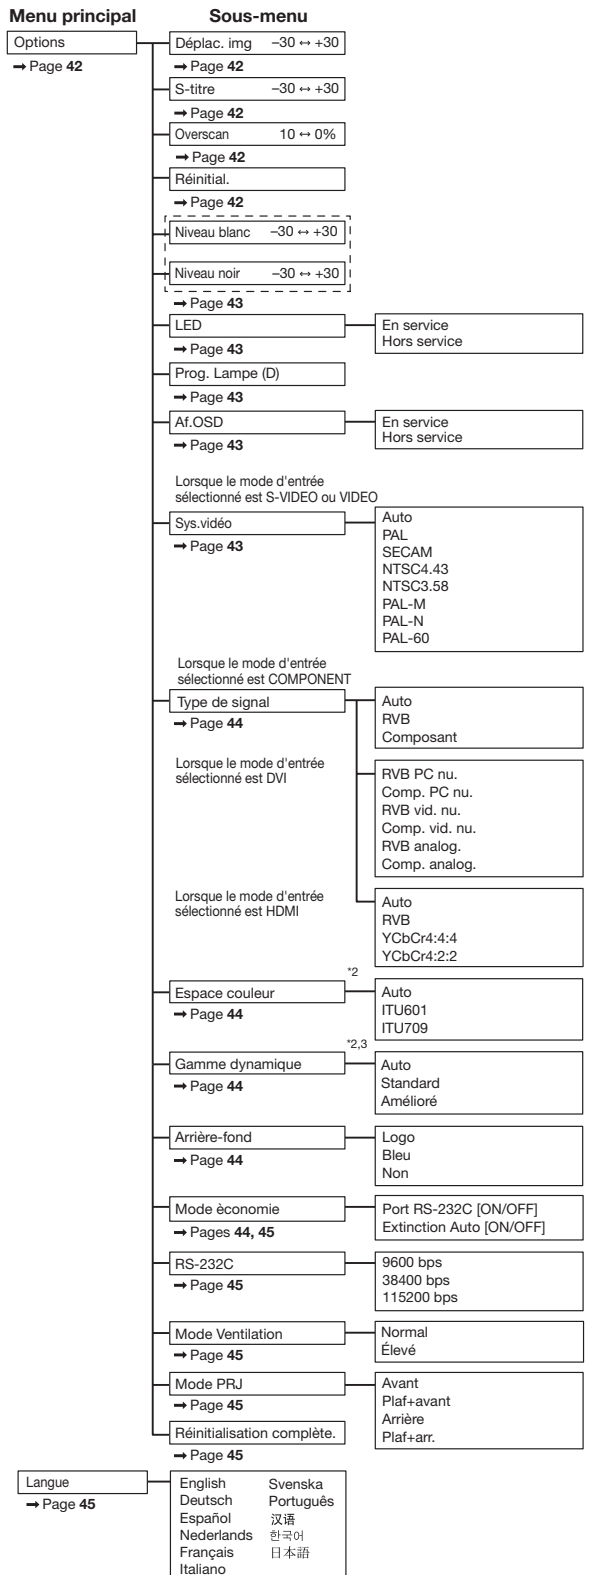 Menu principal
Sous-menu
Options
→ Page 42
Déplac. img –30 ↔ +30
→ Page 42
S-titre –30 ↔ +30
→ Page 42
Overscan 10 ↔ 0%
→ Page 42
Réinitial.
→ Page 42
Niveau blanc –30 ↔ +30
Niveau noir –30 ↔ +30
→ Page 43
LED
→ Page 43
En service
Hors service
Prog. Lampe (D)
→ Page 43
Af.OSD
→ Page 43
En service
Hors service
Lorsque le mode d'entrée
sélectionné est S-VIDEO ou VIDEO
Sys.vidéo
→ Page 43
Auto
PAL
SECAM
NTSC4.43
NTSC3.58
PAL-M
PAL-N
PAL-60
Lorsque le mode d'entrée
sélectionné est COMPONENT
Type de signal
→ Page 44
Auto
RVB
Composant
Lorsque le mode d'entrée
sélectionné est DVI
RVB PC nu.
Comp. PC nu.
RVB vid. nu.
Comp. vid. nu.
RVB analog.
Comp. analog.
Lorsque le mode d'entrée
sélectionné est HDMI
Auto
RVB
YCbCr4:4:4
YCbCr4:2:2
Espace couleur
*2
→ Page 44
Auto
ITU601
ITU709
Gamme dynamique
*2,3
→ Page 44
Auto
Standard
Amélioré
Arrière-fond
→ Page 44
Logo
Bleu
Non
Mode èconomie
→ Pages 44, 45
Port RS-232C [ON/OFF]
Extinction Auto [ON/OFF]
RS-232C
→ Page 45
9600 bps
38400 bps
115200 bps
Mode Ventilation
→ Page 45
Normal
Élevé
Mode PRJ
→ Page 45
Avant
Plaf+avant
Arrière
Plaf+arr.
Réinitialisation complète.
→ Page 45
Langue
→ Page 45
English
Deutsch
Español
Nederlands
Français
Italiano
Svenska
Português
汉语
한국어
日本語